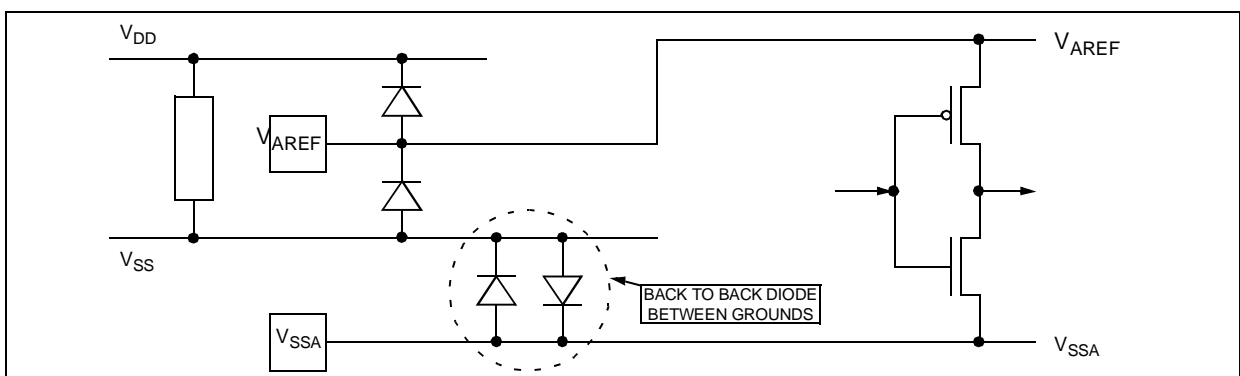 VDD
VAREF
VAREF
VSS
BACK TO BACK DIODE
BETWEEN GROUNDS
VSSA
VSSA